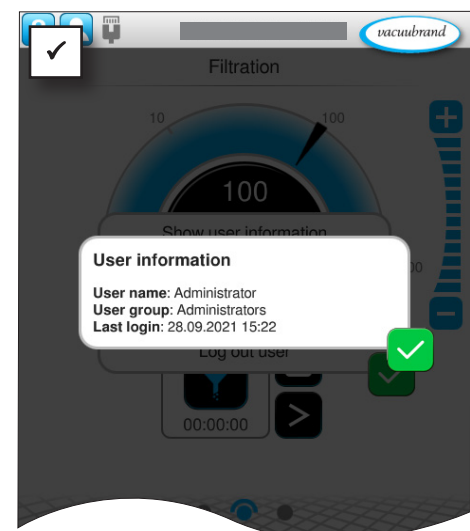 vacuubrand
Filtration
10
100
100
Show user information
User information
User name: Administrator
User group: Administrators
Last login: 28.09.2021 15:22
Log out user
00:00:00